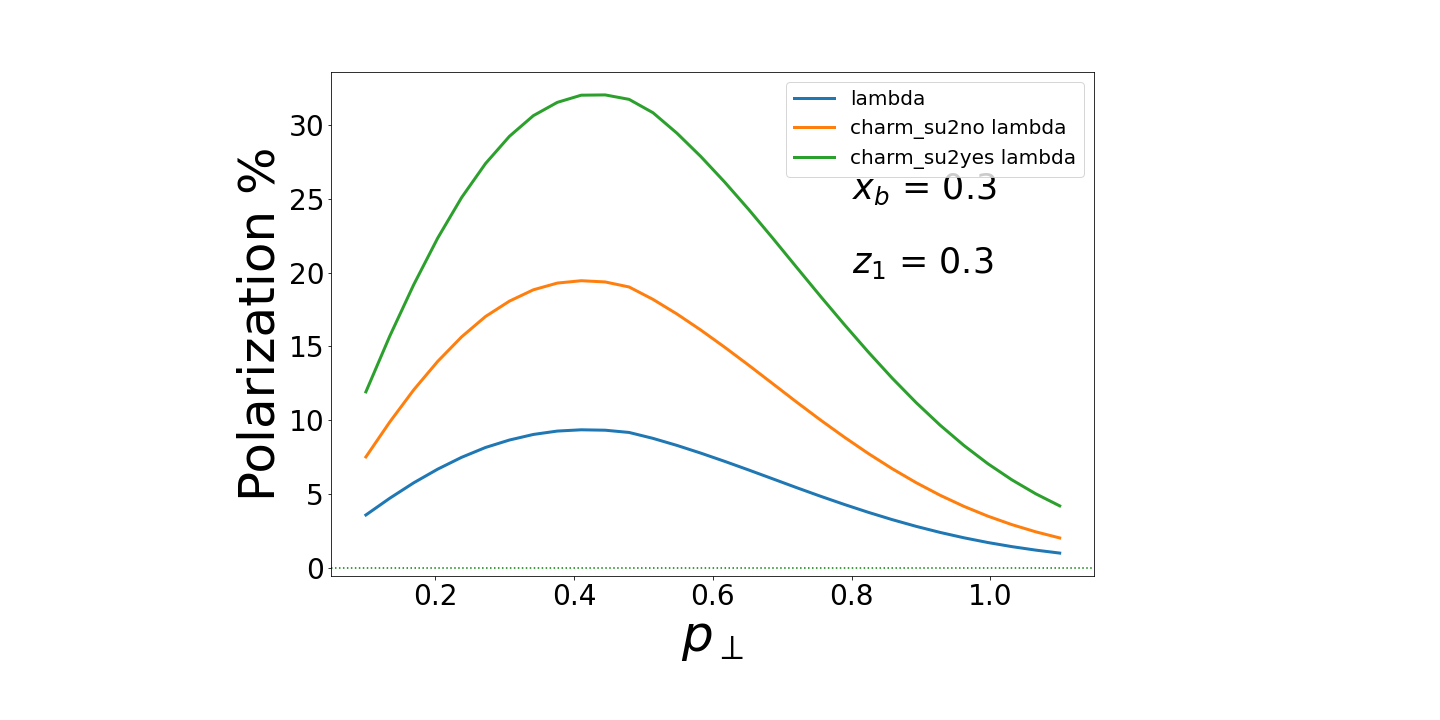 lambda
charm_su2no lambda
charm_su2yes lambda
x_b = 0.3
z_1 = 0.3
Polarization %
30
25
20
15
10
5
0
0.2 0.4 0.6 0.8 1.0
p_⊥